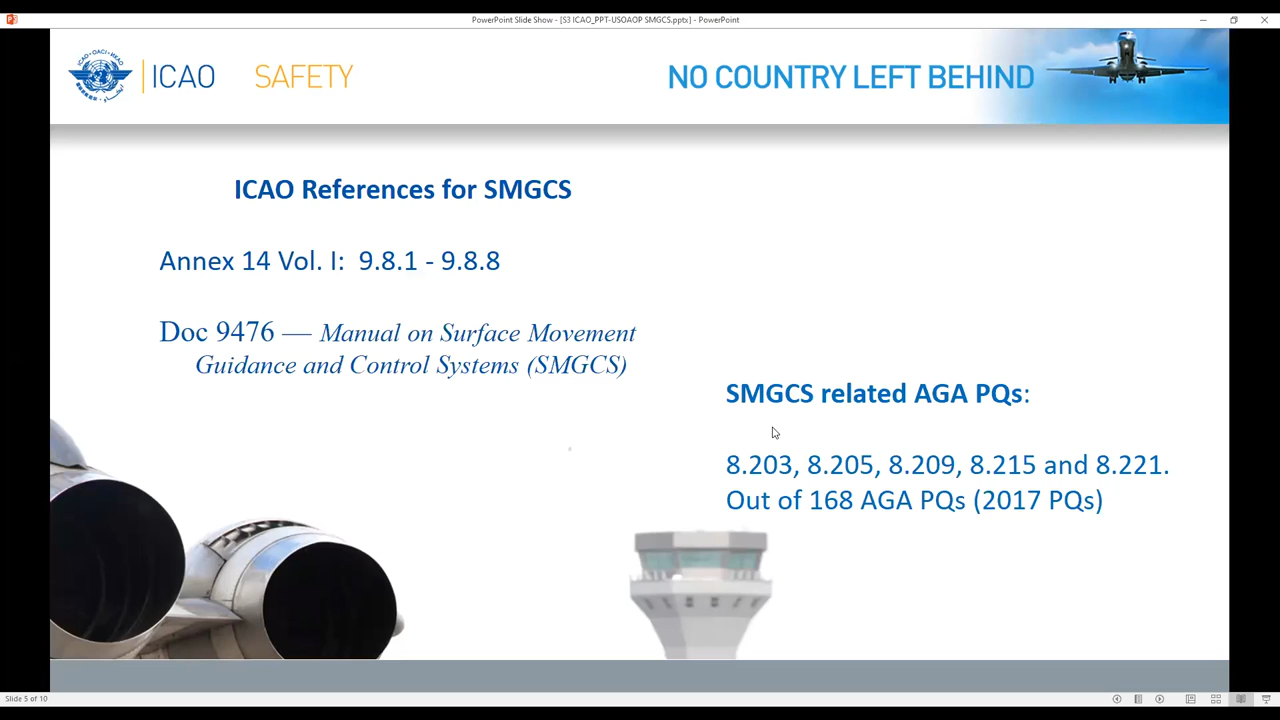 PowerPoint Slide Show - [S3 ICAO_PPT-USOAOP SMGCS.pptx] - PowerPoint
ICAO SAFETY
NO COUNTRY LEFT BEHIND
ICAO References for SMGCS
Annex 14 Vol. I: 9.8.1 - 9.8.8
Doc 9476 — Manual on Surface Movement
Guidance and Control Systems (SMGCS)
SMGCS related AGA PQs:
8.203, 8.205, 8.209, 8.215 and 8.221.
Out of 168 AGA PQs (2017 PQs)
Slide 5 of 10